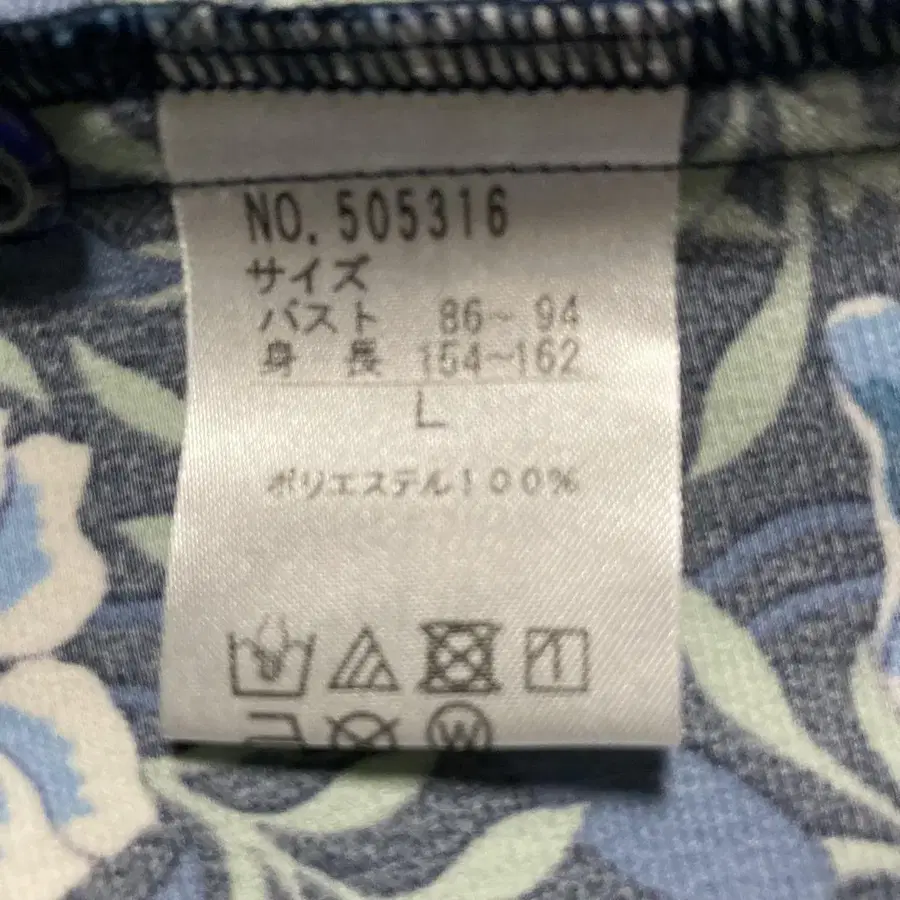 NO. 505316
サイズ
バスト 86~94
身長 154~162
L
ポリエステル100%
W